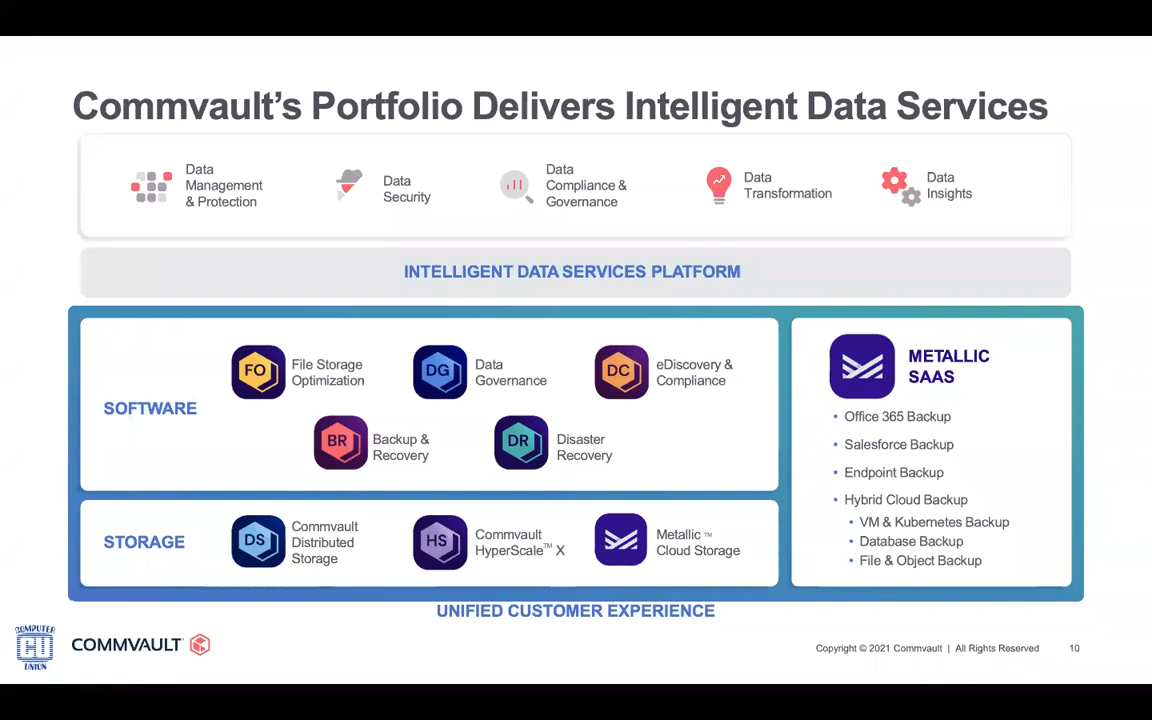 Commvault's Portfolio Delivers Intelligent Data Services
Data
Management
& Protection
Data
Security
Data
Compliance &
Governance
Data
Transformation
Data
Insights
INTELLIGENT DATA SERVICES PLATFORM
SOFTWARE
FO
File Storage
Optimization
DG
Data
Governance
DC
eDiscovery &
Compliance
BR
Backup &
Recovery
DR
Disaster
Recovery
STORAGE
DS
Commvault
Distributed
Storage
HS
Commvault
HyperScale™ X
Metallic ™
Cloud Storage
METALLIC
SAAS
• Office 365 Backup
• Salesforce Backup
• Endpoint Backup
• Hybrid Cloud Backup
• VM & Kubernetes Backup
• Database Backup
• File & Object Backup
UNIFIED CUSTOMER EXPERIENCE
COMPUTER
CU
UNION
COMMVAULT
Copyright © 2021 Commvault | All Rights Reserved
10